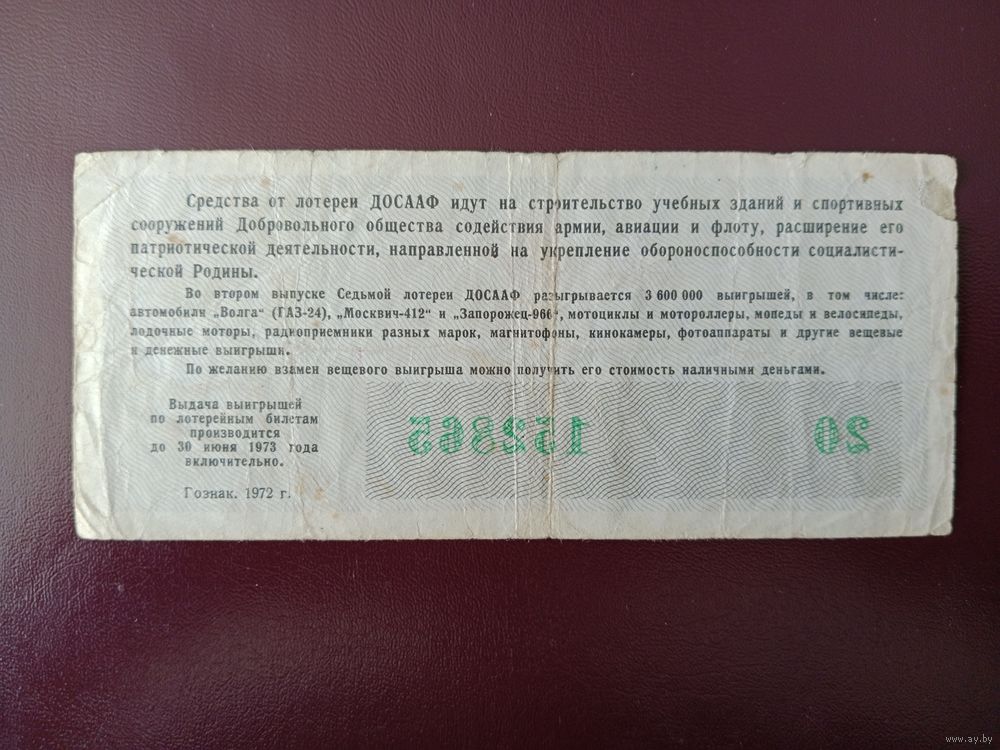 Средства от лотереи ДОСААФ идут на строительство учебных зданий и спортивных
сооружений Добровольного общества содействия армии, авиации и флоту, расширение его
патриотической деятельности, направленной на укрепление обороноспособности социалисти-
ческой Родины.
Во втором выпуске Седьмой лотереи ДОСААФ разыгрывается 3 600 000 выигрышей, в том числе:
автомобили „Волга" (ГАЗ-24), „Москвич-412" и „Запорожец-966", мотоциклы и мотороллеры, мопеды и велосипеды,
лодочные моторы, радиоприемники разных марок, магнитофоны, кинокамеры, фотоаппараты и другие вещевые
и денежные выигрыши.
По желанию взамен вещевого выигрыша можно получить его стоимость наличными деньгами.
Выдача выигрышей
по лотерейным билетам
производится
до 30 июня 1973 года
включительно.
Гознак. 1972 г.
20 152865
www.ay.by